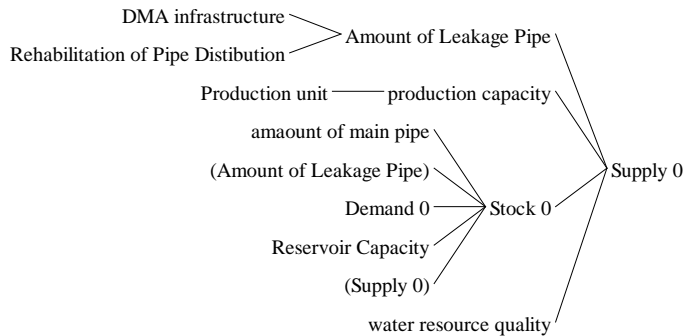 DMA infrastructure
Rehabilitation of Pipe Distibution
Amount of Leakage Pipe
Production unit
production capacity
amaount of main pipe
(Amount of Leakage Pipe)
Demand 0
Reservoir Capacity
(Supply 0)
Stock 0
water resource quality
Supply 0